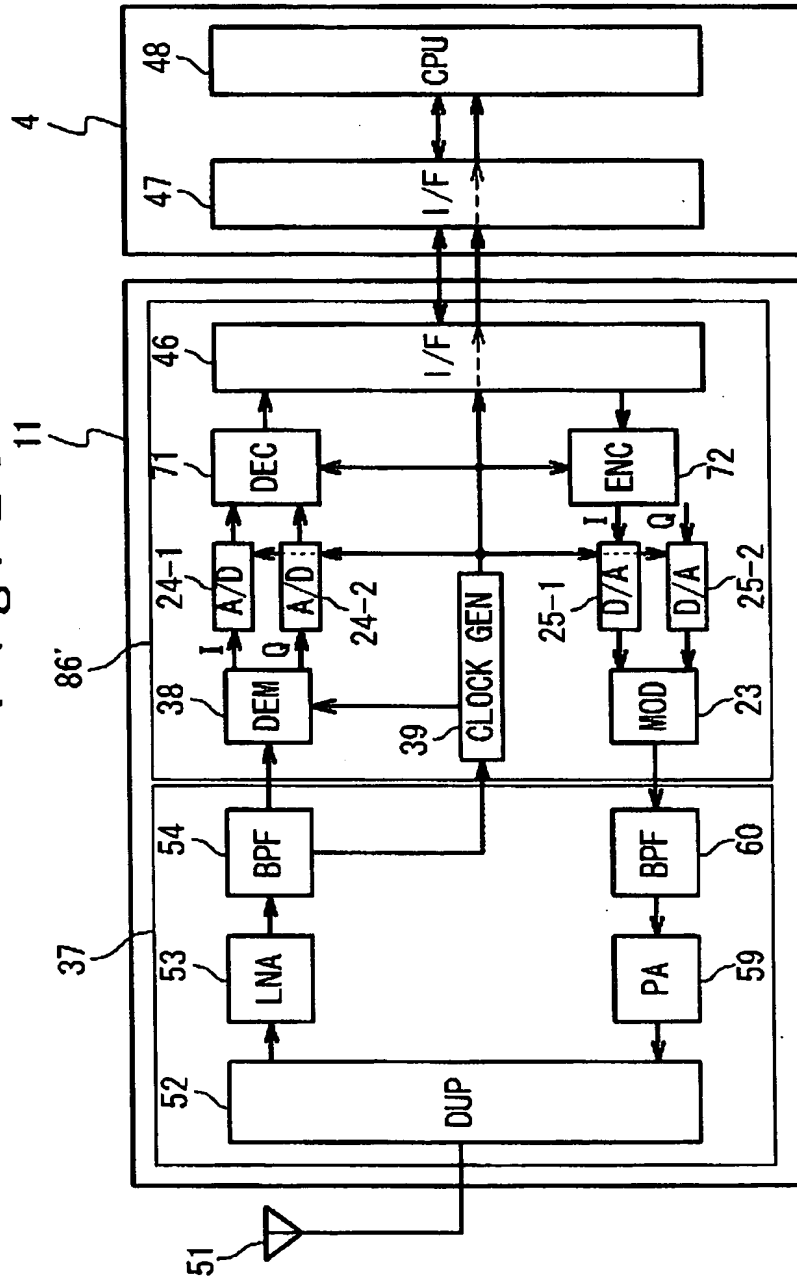 11
4
37
86'
52
53
54
38
24-1
71
46
47
48
51
LNA
BPF
DEM
I
A/D
DEC
Q
A/D
24-2
DUP
39
CLOCK GEN
I/F
I/F
CPU
25-1
I
D/A
ENC
Q
D/A
25-2
72
PA
BPF
MOD
59
60
23